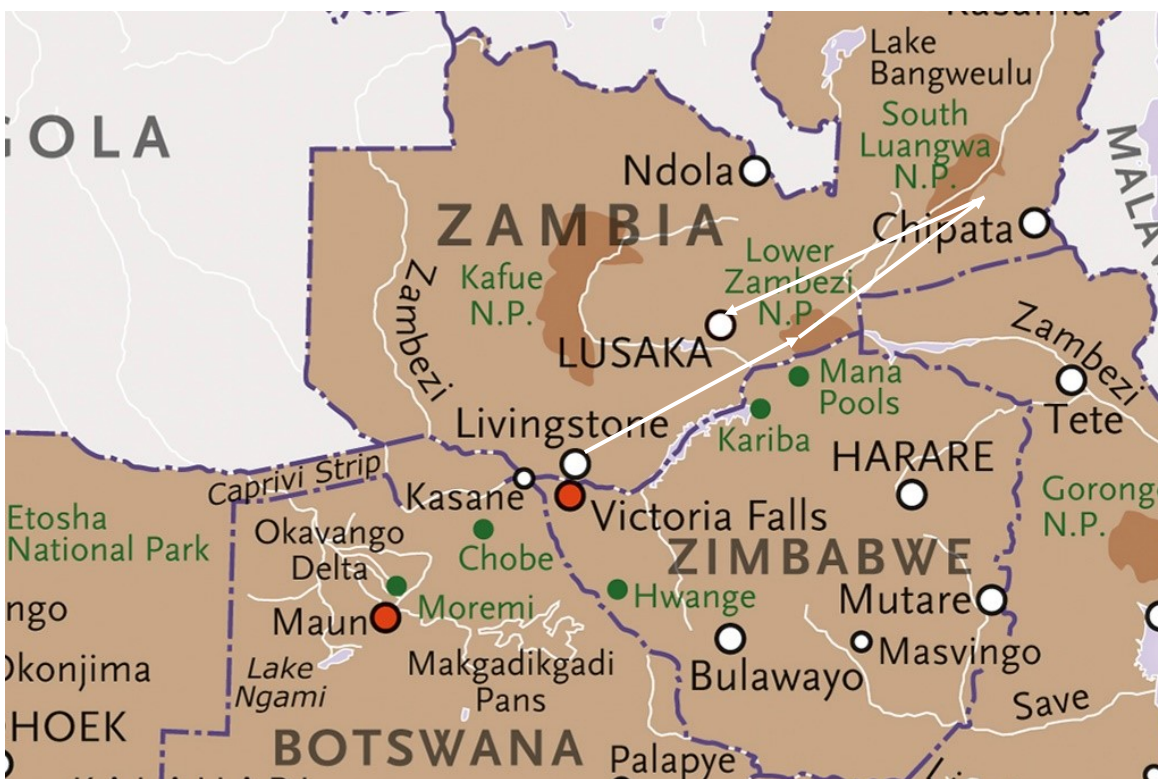 Lake
Bangweulu
South
Luangwa
N.P.
MALA
Ndola
ZAMBIA
Chipata
Lower
Zambezi
N.P.
Kafue
N.P.
Zambezi
LUSAKA
Zambezi
Tete
Mana
Pools
Kariba
Livingstone
HARARE
Caprivi Strip
Kasane
Victoria Falls
Gorong
N.P.
Etosha
National Park
Okavango
Delta
Chobe
ZIMBABWE
Moremi
Hwange
Mutare
Maun
ngo
Masvingo
Okonjima
Lake
Ngami
Makgadikgadi
Pans
Bulawayo
Save
HOEK
BOTSWANA
Palapye
GOLA